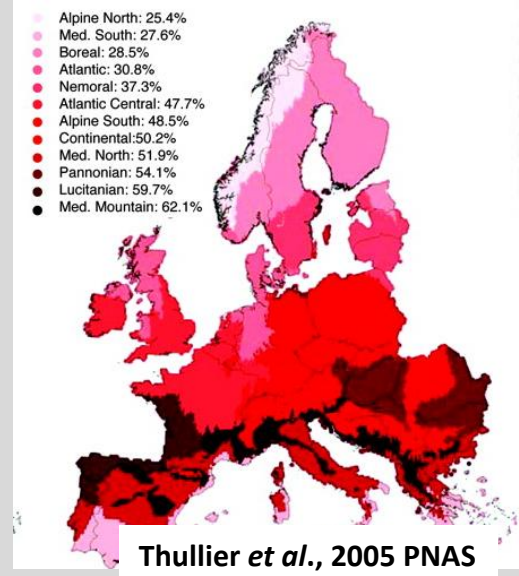 Alpine North: 25.4%
Med. South: 27.6%
Boreal: 28.5%
Atlantic: 30.8%
Nemoral: 37.3%
Atlantic Central: 47.7%
Alpine South: 48.5%
Continental:50.2%
Med. North: 51.9%
Pannonian: 54.1%
Lucitanian: 59.7%
Med. Mountain: 62.1%
Thullier et al., 2005 PNAS